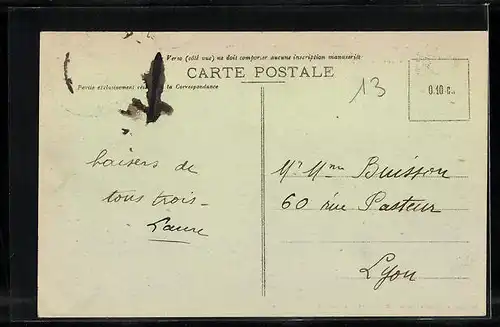 Verso (côté vue) ne doit comporter aucune inscription manuscrite
CARTE POSTALE
Partie exclusivement la Correspondance
13
0.10 c.
baisers de
tous trois -
Laure
Mr Mme Buisson
60 rue Pasteur
Lyon